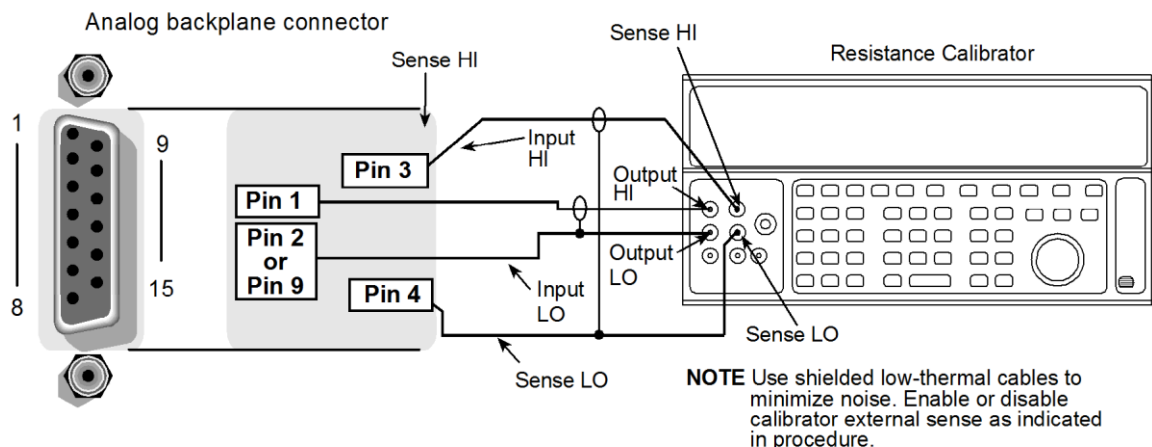 Analog backplane connector
Sense HI
Resistance Calibrator
Sense HI
1
9
Input
HI
Pin 3
Output
HI
Pin 1
Pin 2
or
Pin 9
Output
LO
15
Input
LO
Pin 4
8
Sense LO
Sense LO
NOTE Use shielded low-thermal cables to
minimize noise. Enable or disable
calibrator external sense as indicated
in procedure.